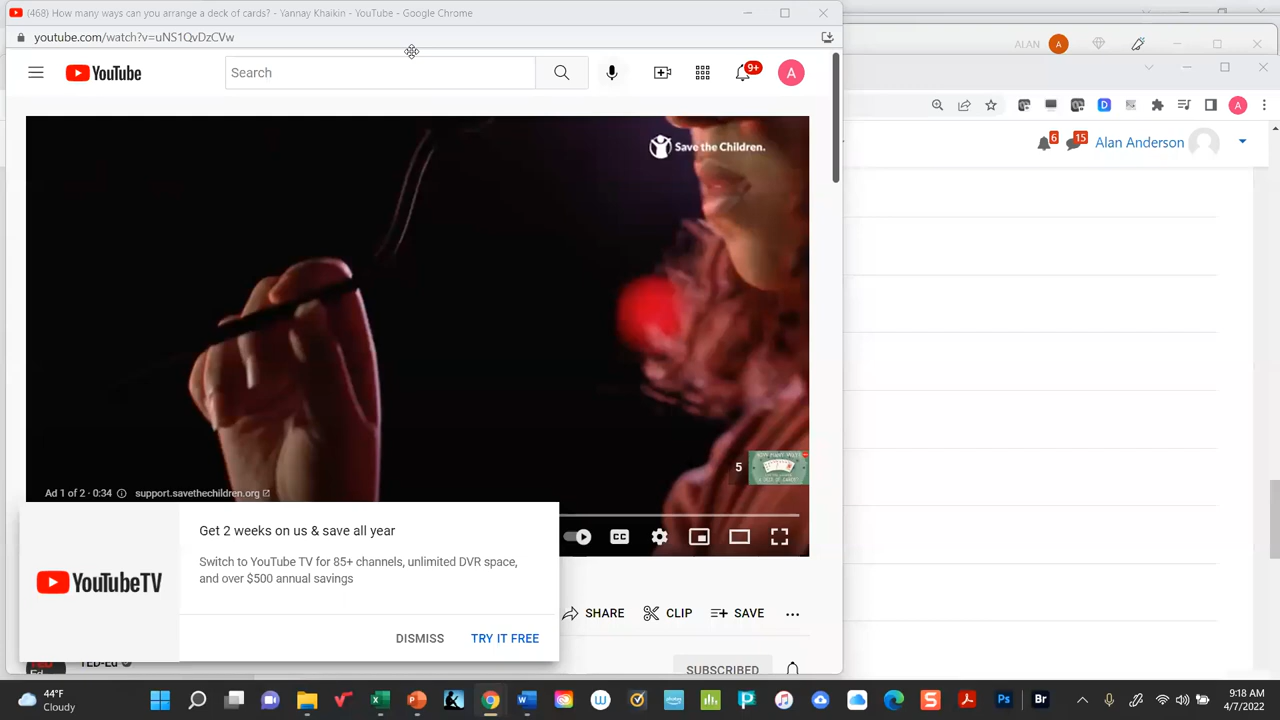 (468) How many ways can you arrange a deck of cards? - Yannay Khaikin - YouTube - Google Chrome
youtube.com/watch?v=uNS1QvDzCVw
ALAN
A
YouTube
Search
9+
A
D
A
6
15
Alan Anderson
Save the Children.
5
Ad 1 of 2 · 0:34
support.savethechildren.org
CC
YouTubeTV
Get 2 weeks on us & save all year
Switch to YouTube TV for 85+ channels, unlimited DVR space,
and over $500 annual savings
DISMISS
TRY IT FREE
SHARE
CLIP
SAVE
TED-Ed
SUBSCRIBED
44°F
Cloudy
9:18 AM
4/7/2022